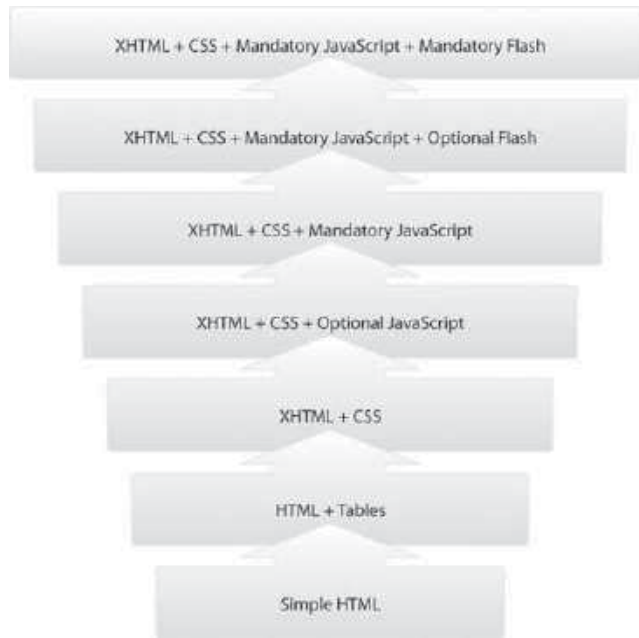 XHTML + CSS + Mandatory JavaScript + Mandatory Flash
XHTML + CSS + Mandatory JavaScript + Optional Flash
XHTML + CSS + Mandatory JavaScript
XHTML + CSS + Optional JavaScript
XHTML + CSS
HTML + Tables
Simple HTML